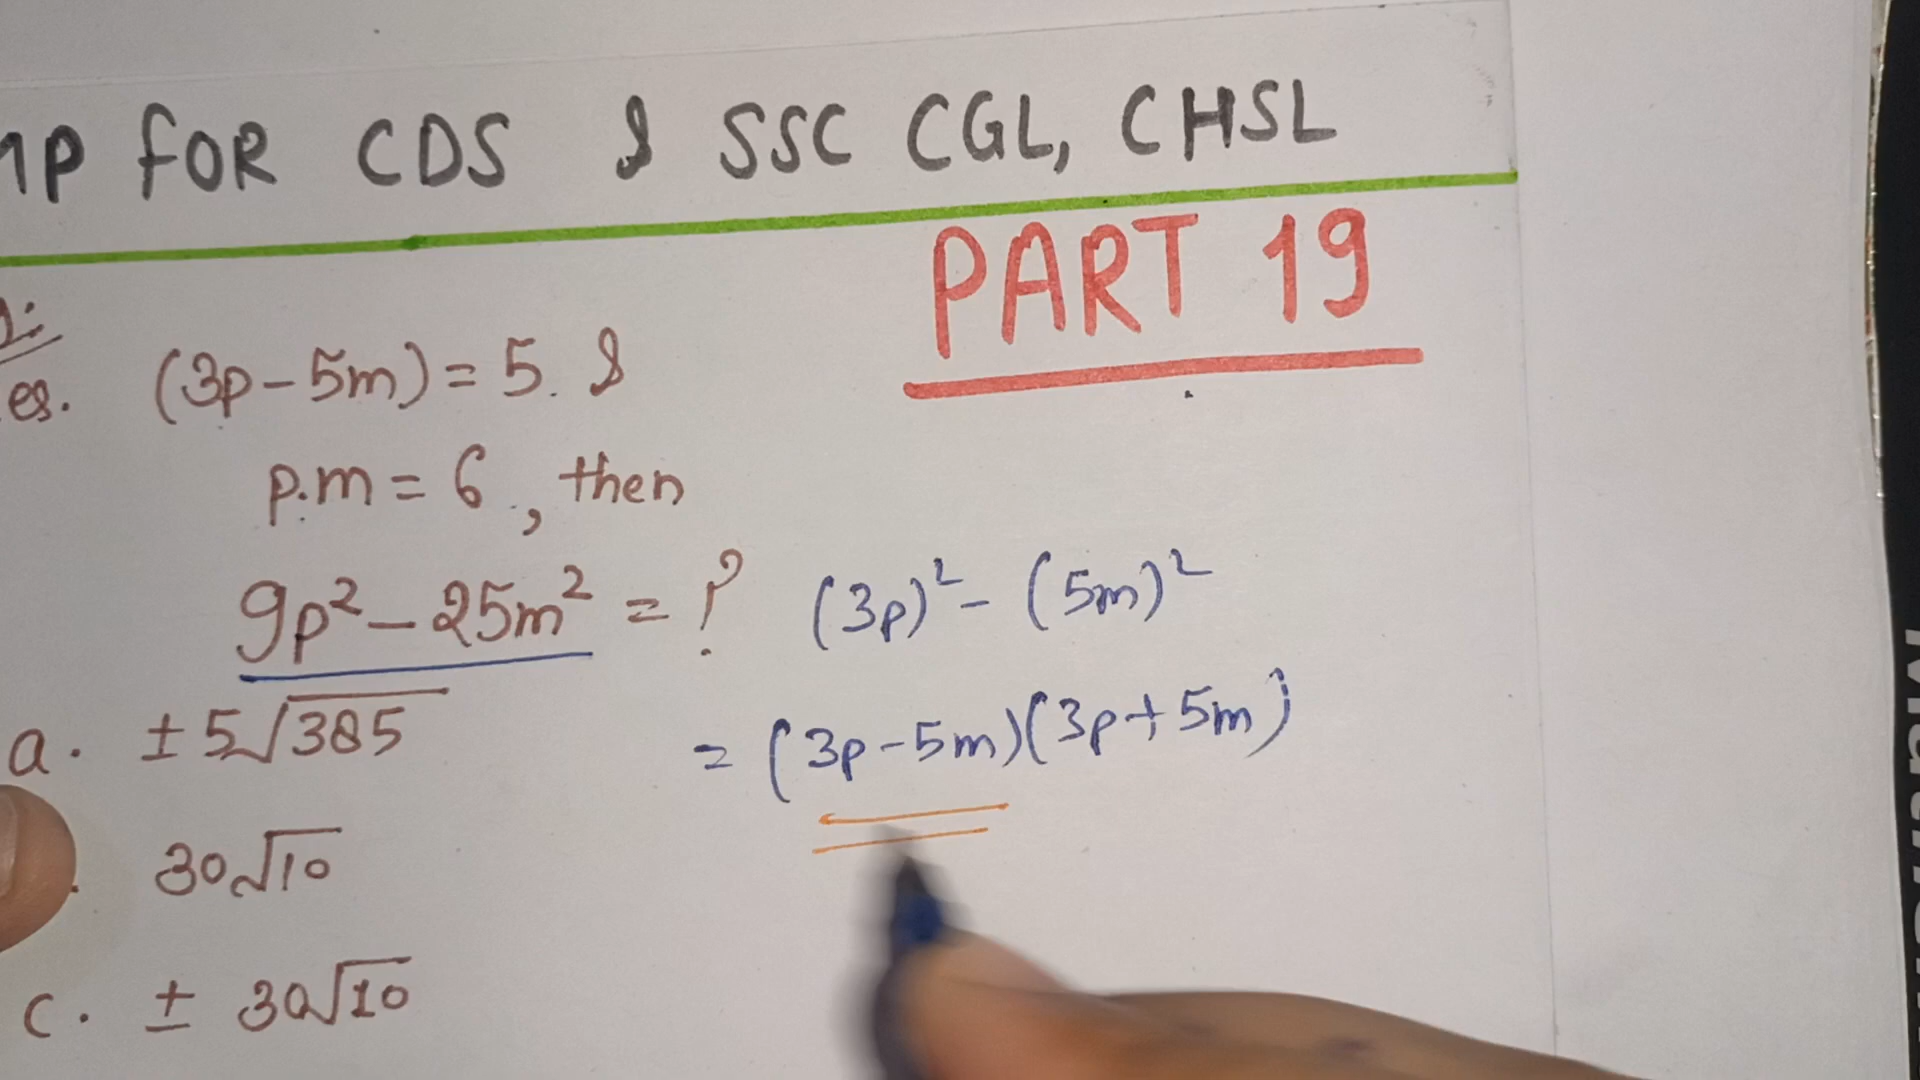 FOR CDS & SSC CGL, CHSL
PART 19
(3p-5m) = 5. &
p.m = 6, then
9p²-25m² = ? (3p)² - (5m)²
a. ±5√385
= (3p-5m)(3p+5m)
30√10
c. ± 30√10